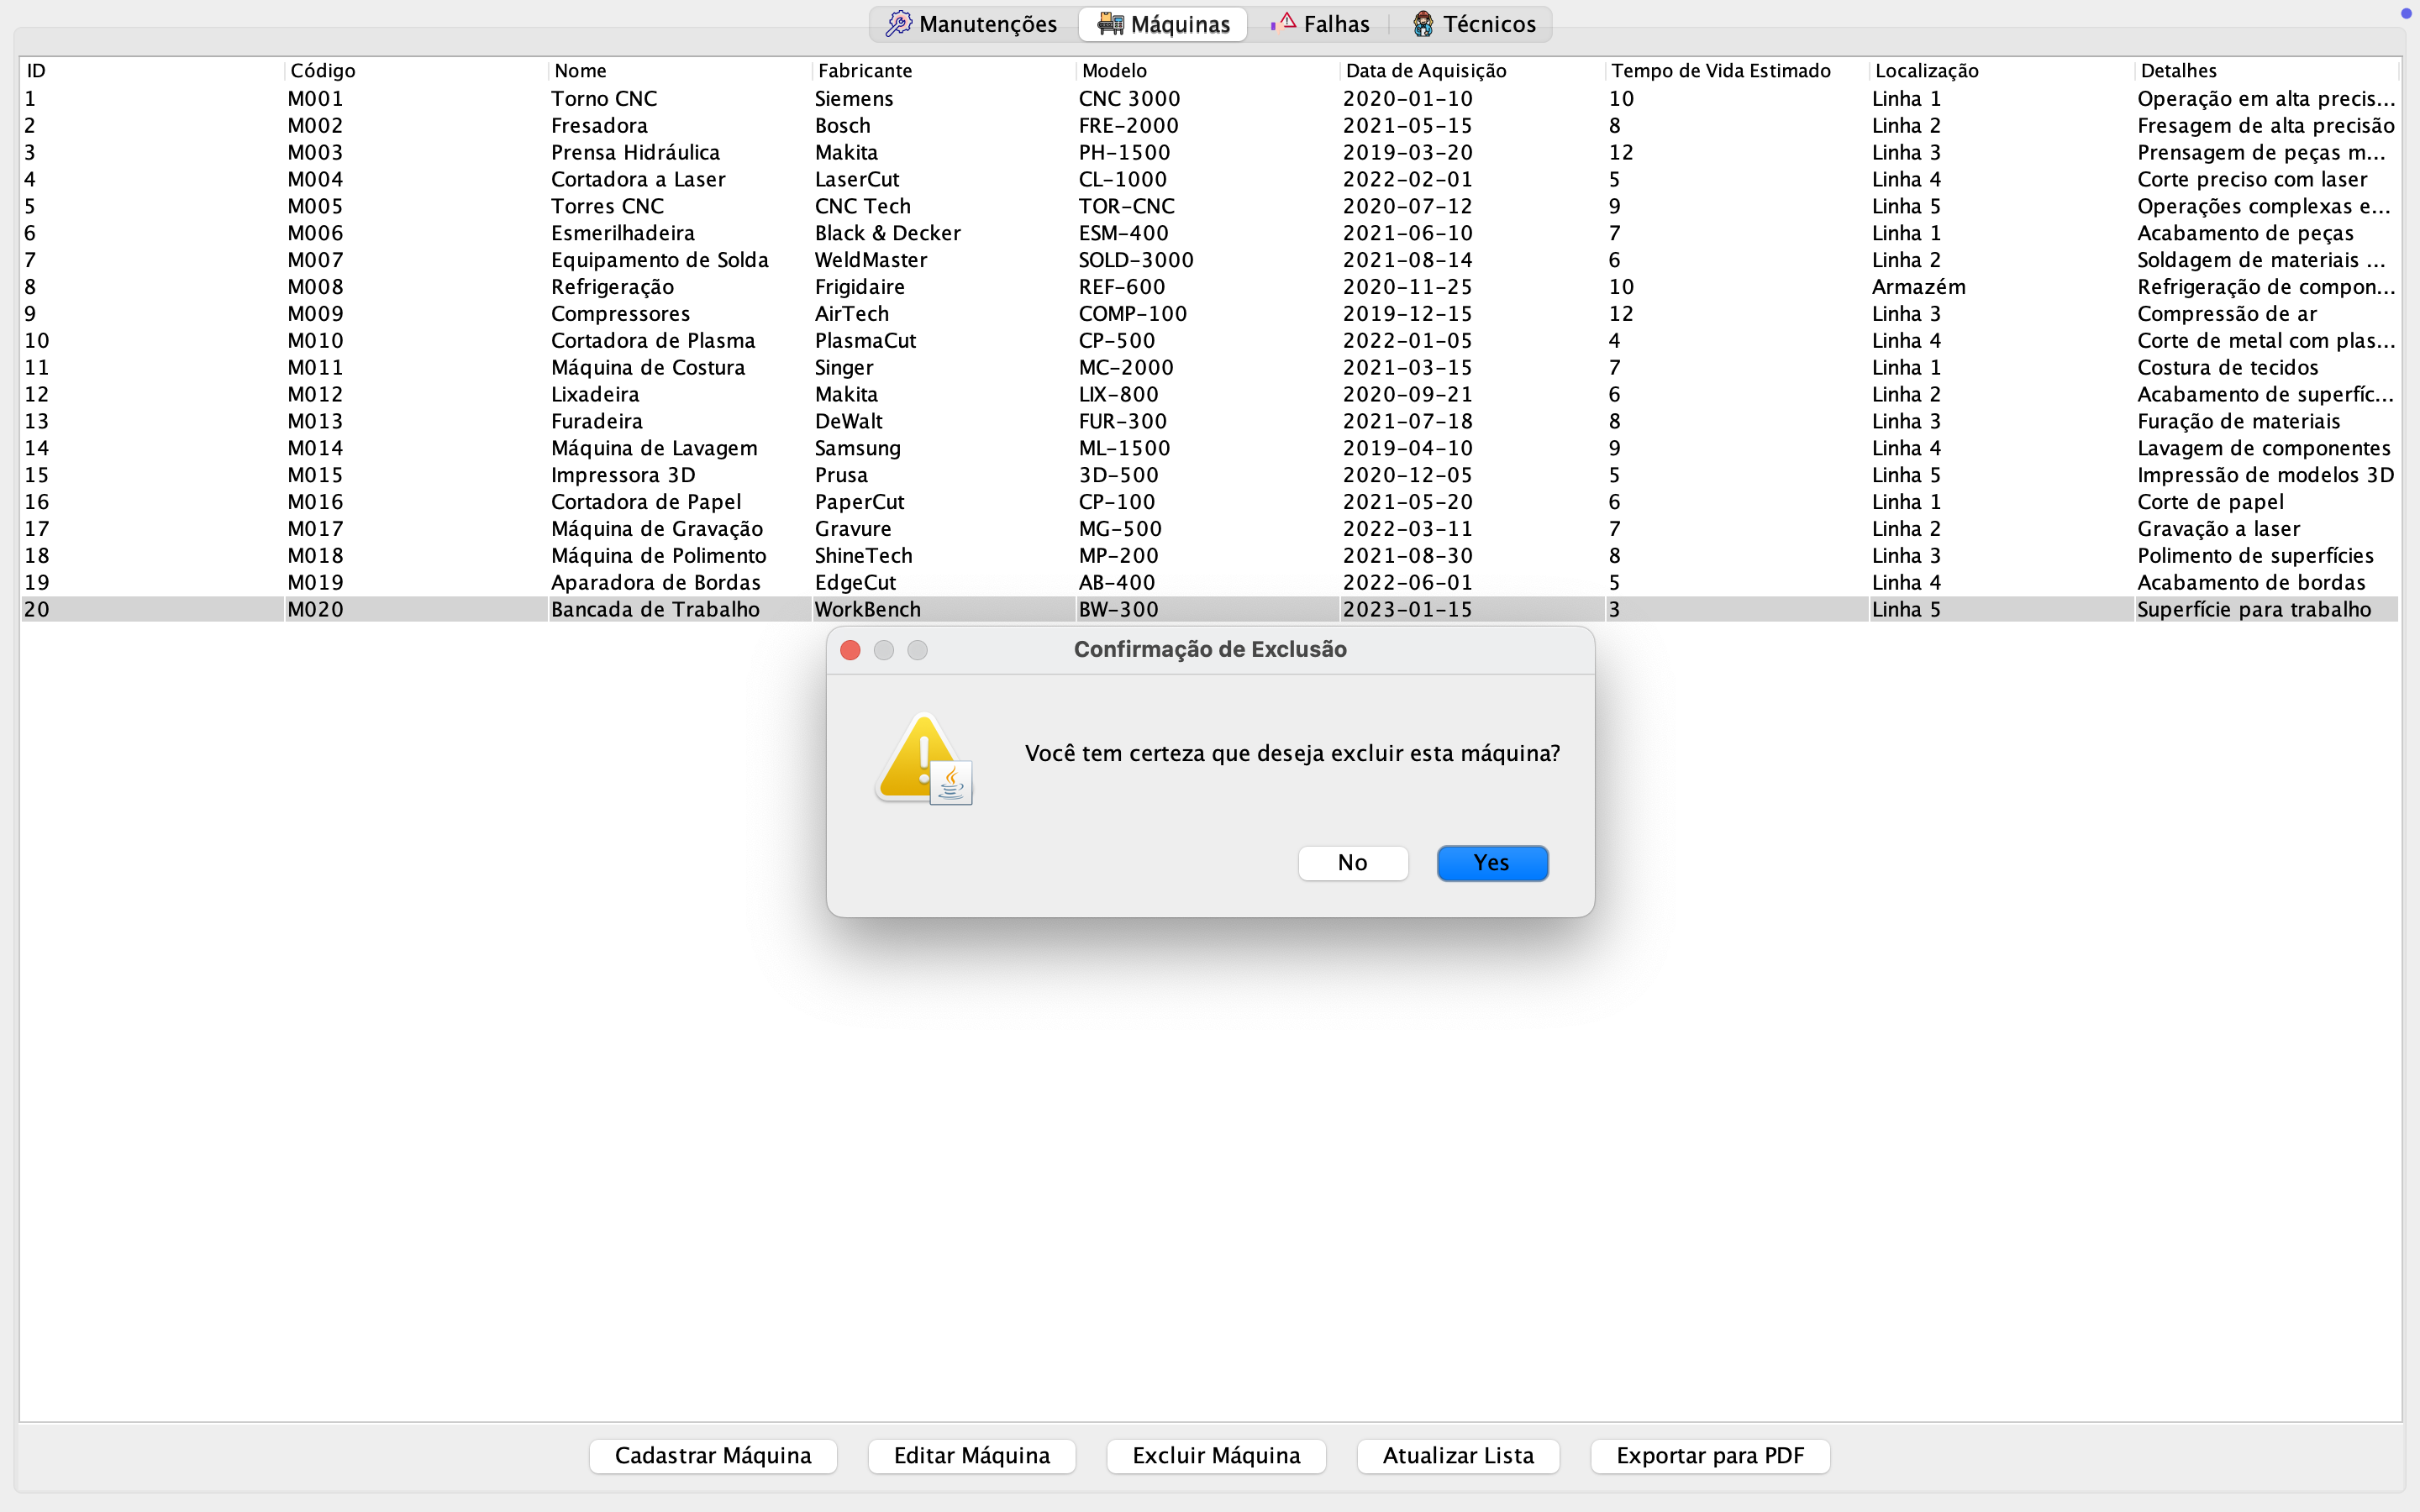 Manutenções Máquinas Falhas Técnicos
ID Código Nome Fabricante Modelo Data de Aquisição Tempo de Vida Estimado Localização Detalhes
1 M001 Torno CNC Siemens CNC 3000 2020-01-10 10 Linha 1 Operação em alta precis...
2 M002 Fresadora Bosch FRE-2000 2021-05-15 8 Linha 2 Fresagem de alta precisão
3 M003 Prensa Hidráulica Makita PH-1500 2019-03-20 12 Linha 3 Prensagem de peças m...
4 M004 Cortadora a Laser LaserCut CL-1000 2022-02-01 5 Linha 4 Corte preciso com laser
5 M005 Torres CNC CNC Tech TOR-CNC 2020-07-12 9 Linha 5 Operações complexas e...
6 M006 Esmerilhadeira Black & Decker ESM-400 2021-06-10 7 Linha 1 Acabamento de peças
7 M007 Equipamento de Solda WeldMaster SOLD-3000 2021-08-14 6 Linha 2 Soldagem de materiais ...
8 M008 Refrigeração Frigidaire REF-600 2020-11-25 10 Armazém Refrigeração de compon...
9 M009 Compressores AirTech COMP-100 2019-12-15 12 Linha 3 Compressão de ar
10 M010 Cortadora de Plasma PlasmaCut CP-500 2022-01-05 4 Linha 4 Corte de metal com plas...
11 M011 Máquina de Costura Singer MC-2000 2021-03-15 7 Linha 1 Costura de tecidos
12 M012 Lixadeira Makita LIX-800 2020-09-21 6 Linha 2 Acabamento de superfíc...
13 M013 Furadeira DeWalt FUR-300 2021-07-18 8 Linha 3 Furação de materiais
14 M014 Máquina de Lavagem Samsung ML-1500 2019-04-10 9 Linha 4 Lavagem de componentes
15 M015 Impressora 3D Prusa 3D-500 2020-12-05 5 Linha 5 Impressão de modelos 3D
16 M016 Cortadora de Papel PaperCut CP-100 2021-05-20 6 Linha 1 Corte de papel
17 M017 Máquina de Gravação Gravure MG-500 2022-03-11 7 Linha 2 Gravação a laser
18 M018 Máquina de Polimento ShineTech MP-200 2021-08-30 8 Linha 3 Polimento de superfícies
19 M019 Aparadora de Bordas EdgeCut AB-400 2022-06-01 5 Linha 4 Acabamento de bordas
20 M020 Bancada de Trabalho WorkBench BW-300 2023-01-15 3 Linha 5 Superfície para trabalho
Confirmação de Exclusão
Você tem certeza que deseja excluir esta máquina?
No Yes
Cadastrar Máquina Editar Máquina Excluir Máquina Atualizar Lista Exportar para PDF